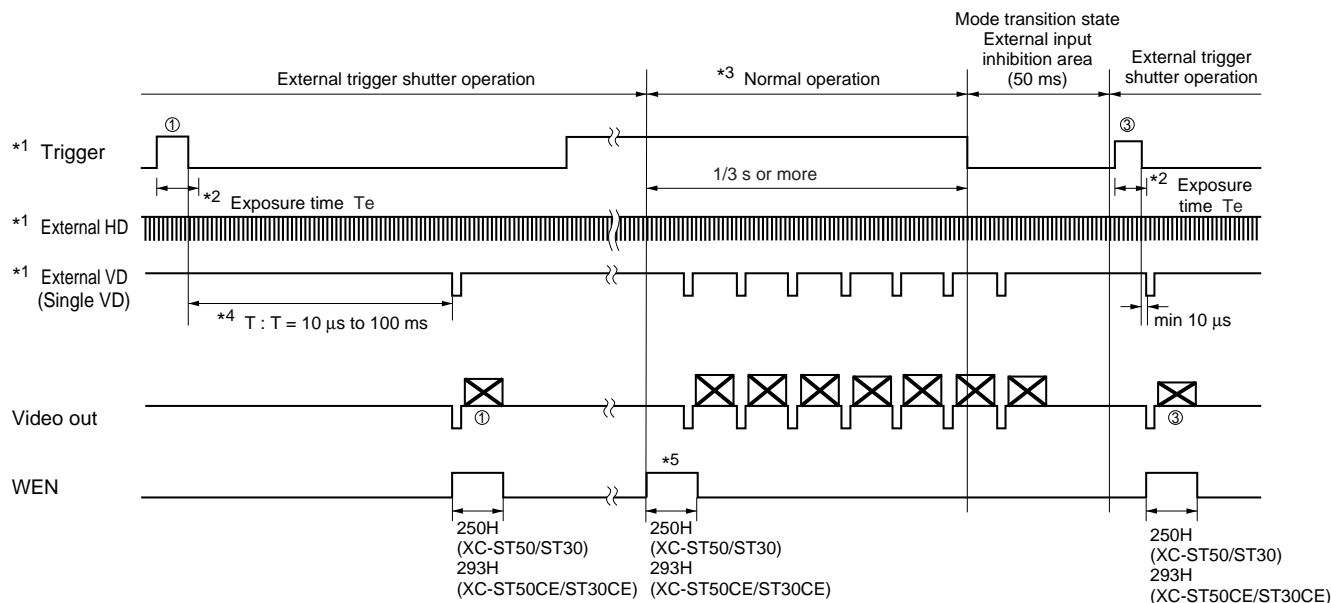 Mode transition state
External input
inhibition area
(50 ms)
External trigger
shutter operation
External trigger shutter operation
*3 Normal operation
*1 Trigger
①
③
1/3 s or more
*2 Exposure time Te
*2 Exposure
time Te
*1 External HD
*1 External VD
(Single VD)
*4 T : T = 10 µs to 100 ms
min 10 µs
Video out
①
③
WEN
*5
250H
(XC-ST50/ST30)
293H
(XC-ST50CE/ST30CE)
250H
(XC-ST50/ST30)
293H
(XC-ST50CE/ST30CE)
250H
(XC-ST50/ST30)
293H
(XC-ST50CE/ST30CE)